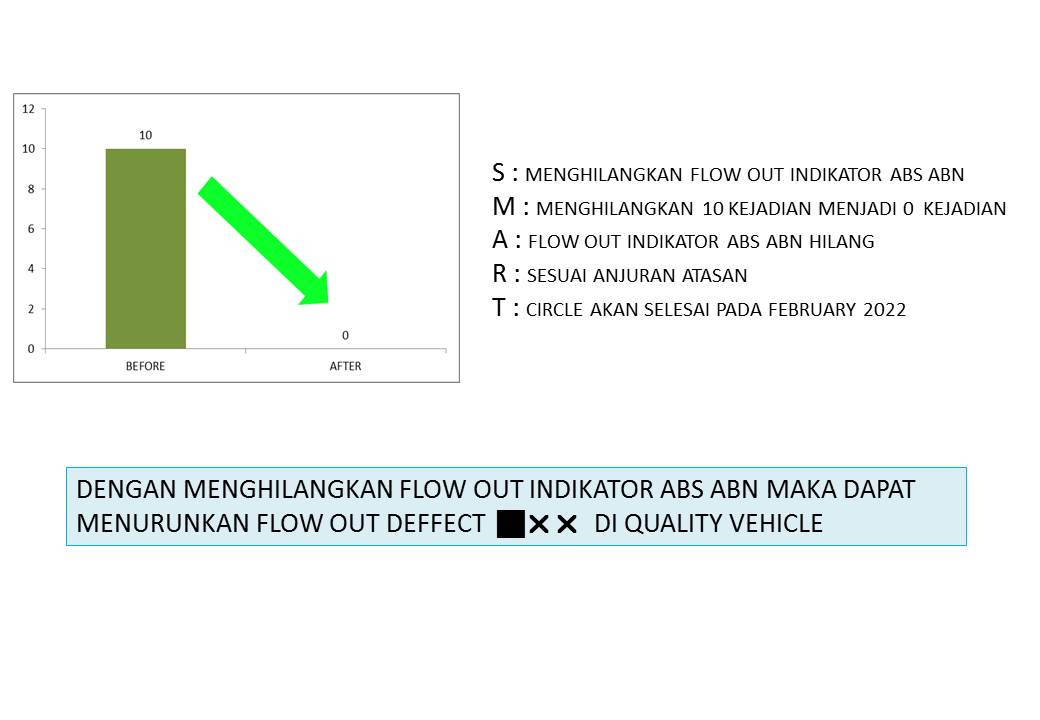 12
10
8
6
4
2
0
10
0
BEFORE
AFTER
S : MENGHILANGKAN FLOW OUT INDIKATOR ABS ABN
M : MENGHILANGKAN 10 KEJADIAN MENJADI 0 KEJADIAN
A : FLOW OUT INDIKATOR ABS ABN HILANG
R : SESUAI ANJURAN ATASAN
T : CIRCLE AKAN SELESAI PADA FEBRUARY 2022
DENGAN MENGHILANGKAN FLOW OUT INDIKATOR ABS ABN MAKA DAPAT
MENURUNKAN FLOW OUT DEFFECT ■✕✕ DI QUALITY VEHICLE